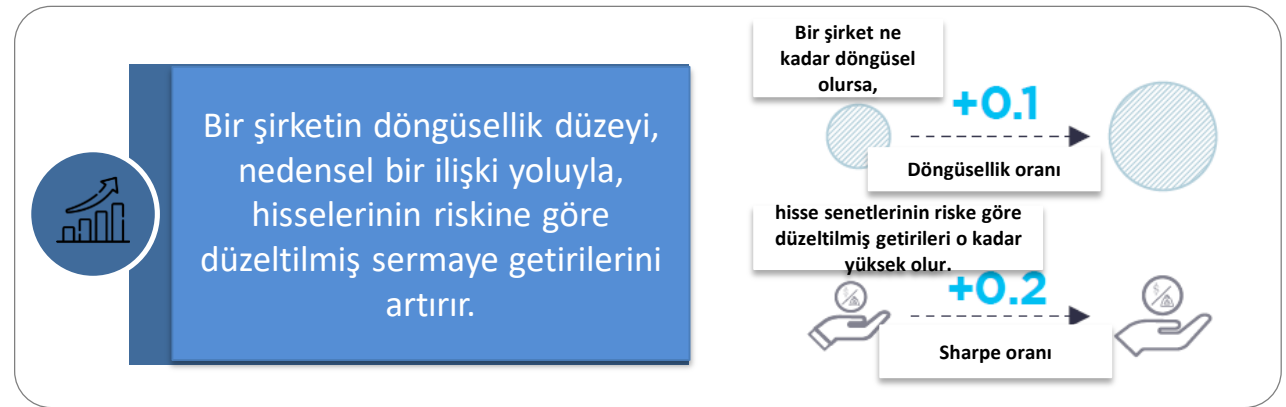 Bir şirketin döngüsellik düzeyi,
nedensel bir ilişki yoluyla,
hisselerinin riskine göre
düzeltilmiş sermaye getirilerini
artırır.
Bir şirket ne
kadar döngüsel
olursa,
+0.1
Döngüsellik oranı
hisse senetlerinin riske göre
düzeltilmiş getirileri o kadar
yüksek olur.
+0.2
Sharpe oranı